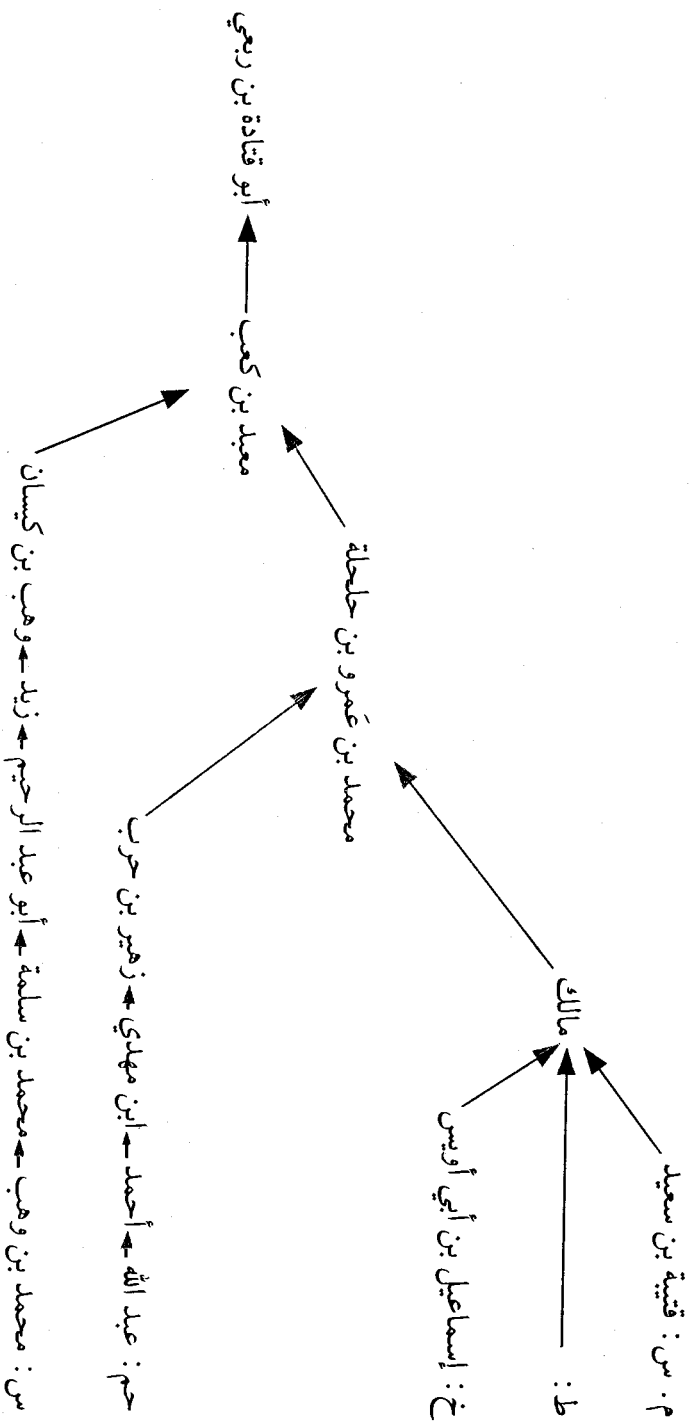 م. س: قتيبة بن سعيد
ط:
خ: إسماعيل بن أبي أويس
مالك
محمد بن عَمرو بن حلحلة
معبد بن كعب
أبو قتادة بن ربعي
حم: عبد الله ← أحمد ← ابن مهدي ← زهير بن حرب
س: محمد بن وهب ← محمد بن سلمة ← أبو عبد الرحيم ← زيد ← وهب بن كيسان